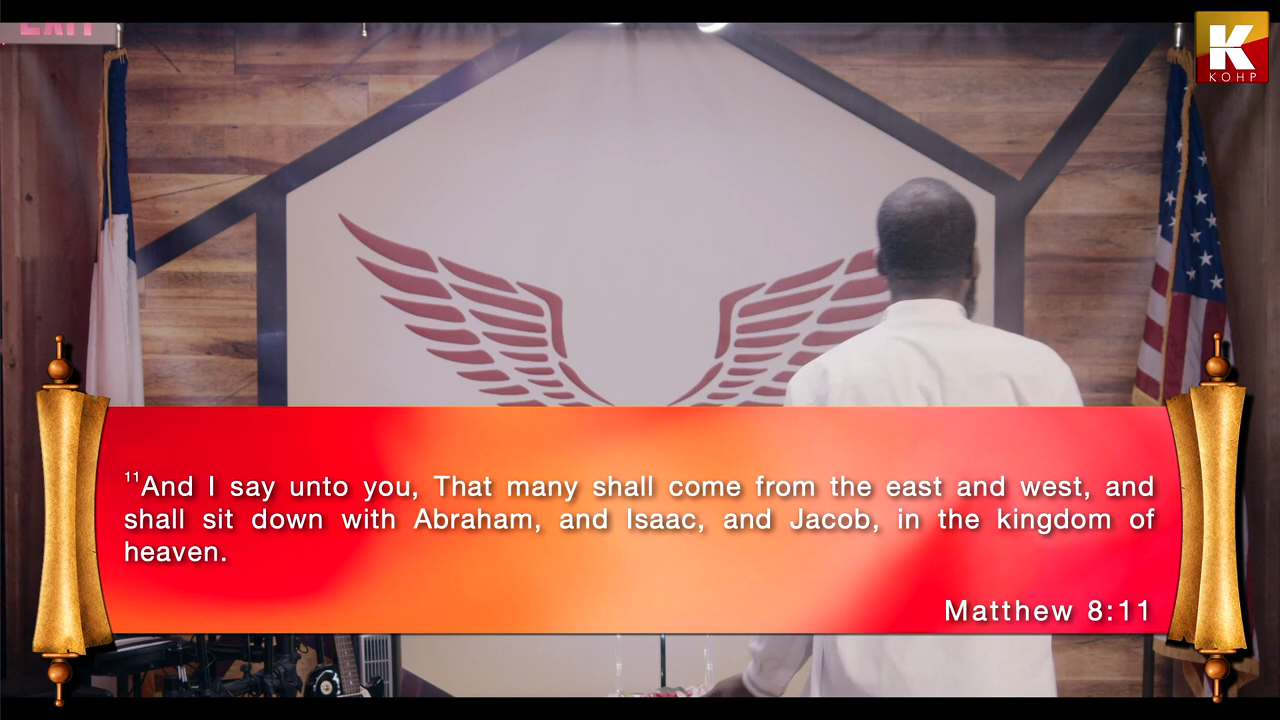 EXIT
K
KOHP
11And I say unto you, That many shall come from the east and west, and
shall sit down with Abraham, and Isaac, and Jacob, in the kingdom of
heaven.
Matthew 8:11